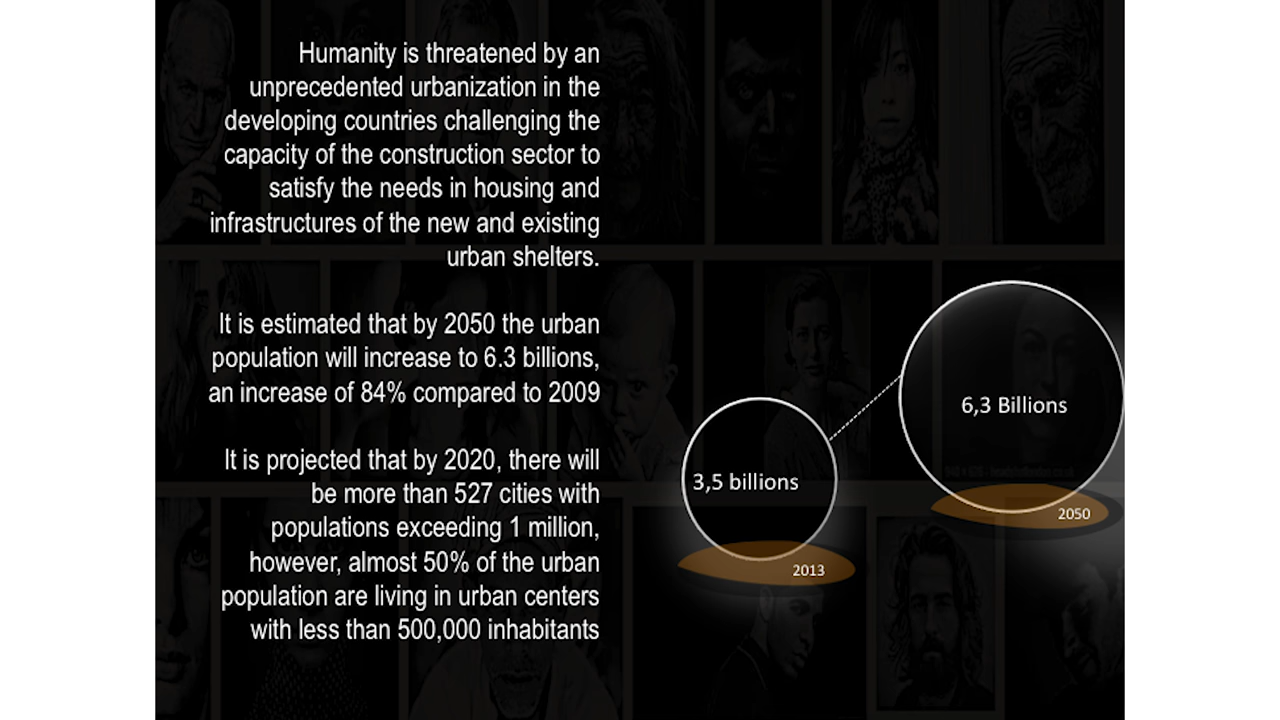 Humanity is threatened by an
unprecedented urbanization in the
developing countries challenging the
capacity of the construction sector to
satisfy the needs in housing and
infrastructures of the new and existing
urban shelters.
It is estimated that by 2050 the urban
population will increase to 6.3 billions,
an increase of 84% compared to 2009
It is projected that by 2020, there will
be more than 527 cities with
populations exceeding 1 million,
however, almost 50% of the urban
population are living in urban centers
with less than 500,000 inhabitants
3,5 billions
2013
6,3 Billions
2050